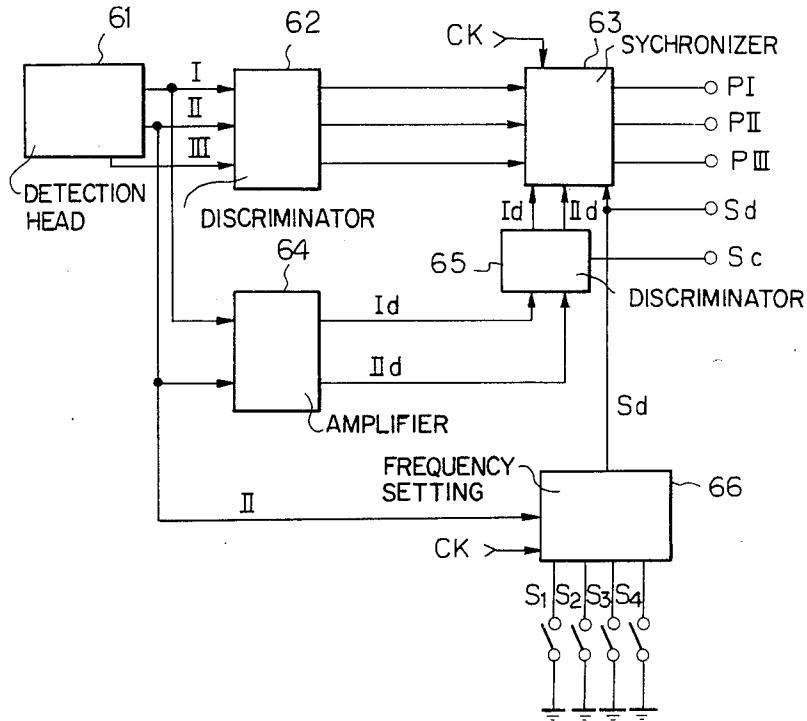 61
62
CK
63
SYCHRONIZER
I
II
III
PI
PII
PIII
DETECTION
HEAD
DISCRIMINATOR
Id
IId
Sd
65
Sc
DISCRIMINATOR
64
Id
IId
AMPLIFIER
Sd
FREQUENCY
SETTING
66
II
CK
S1 S2 S3 S4